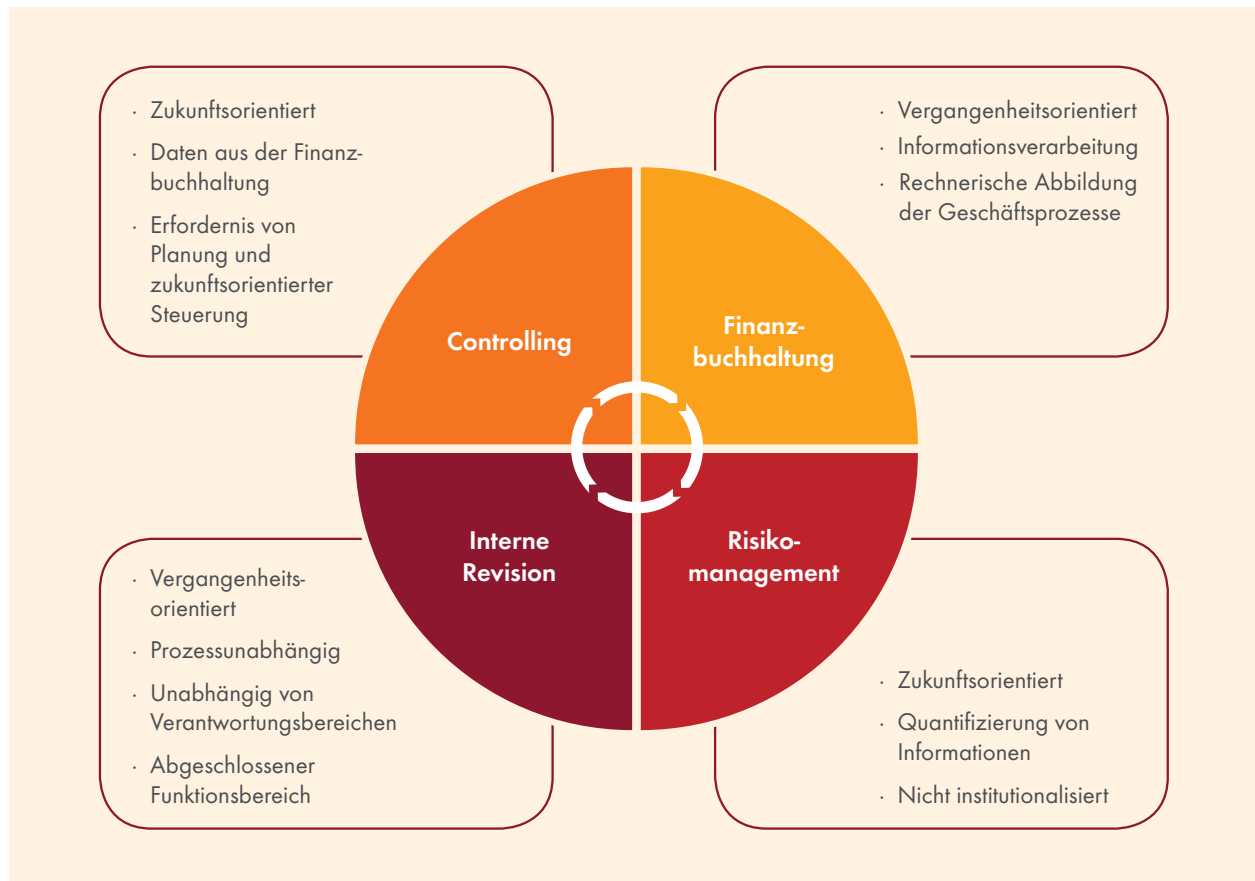 · Zukunftsorientiert
· Daten aus der Finanz-
buchhaltung
· Erfordernis von
Planung und
zukunftsorientierter
Steuerung
· Vergangenheitsorientiert
· Informationsverarbeitung
· Rechnerische Abbildung
der Geschäftsprozesse
Controlling
Finanz-
buchhaltung
Interne
Revision
Risiko-
management
· Vergangenheits-
orientiert
· Prozessunabhängig
· Unabhängig von
Verantwortungsbereichen
· Abgeschlossener
Funktionsbereich
· Zukunftsorientiert
· Quantifizierung von
Informationen
· Nicht institutionalisiert